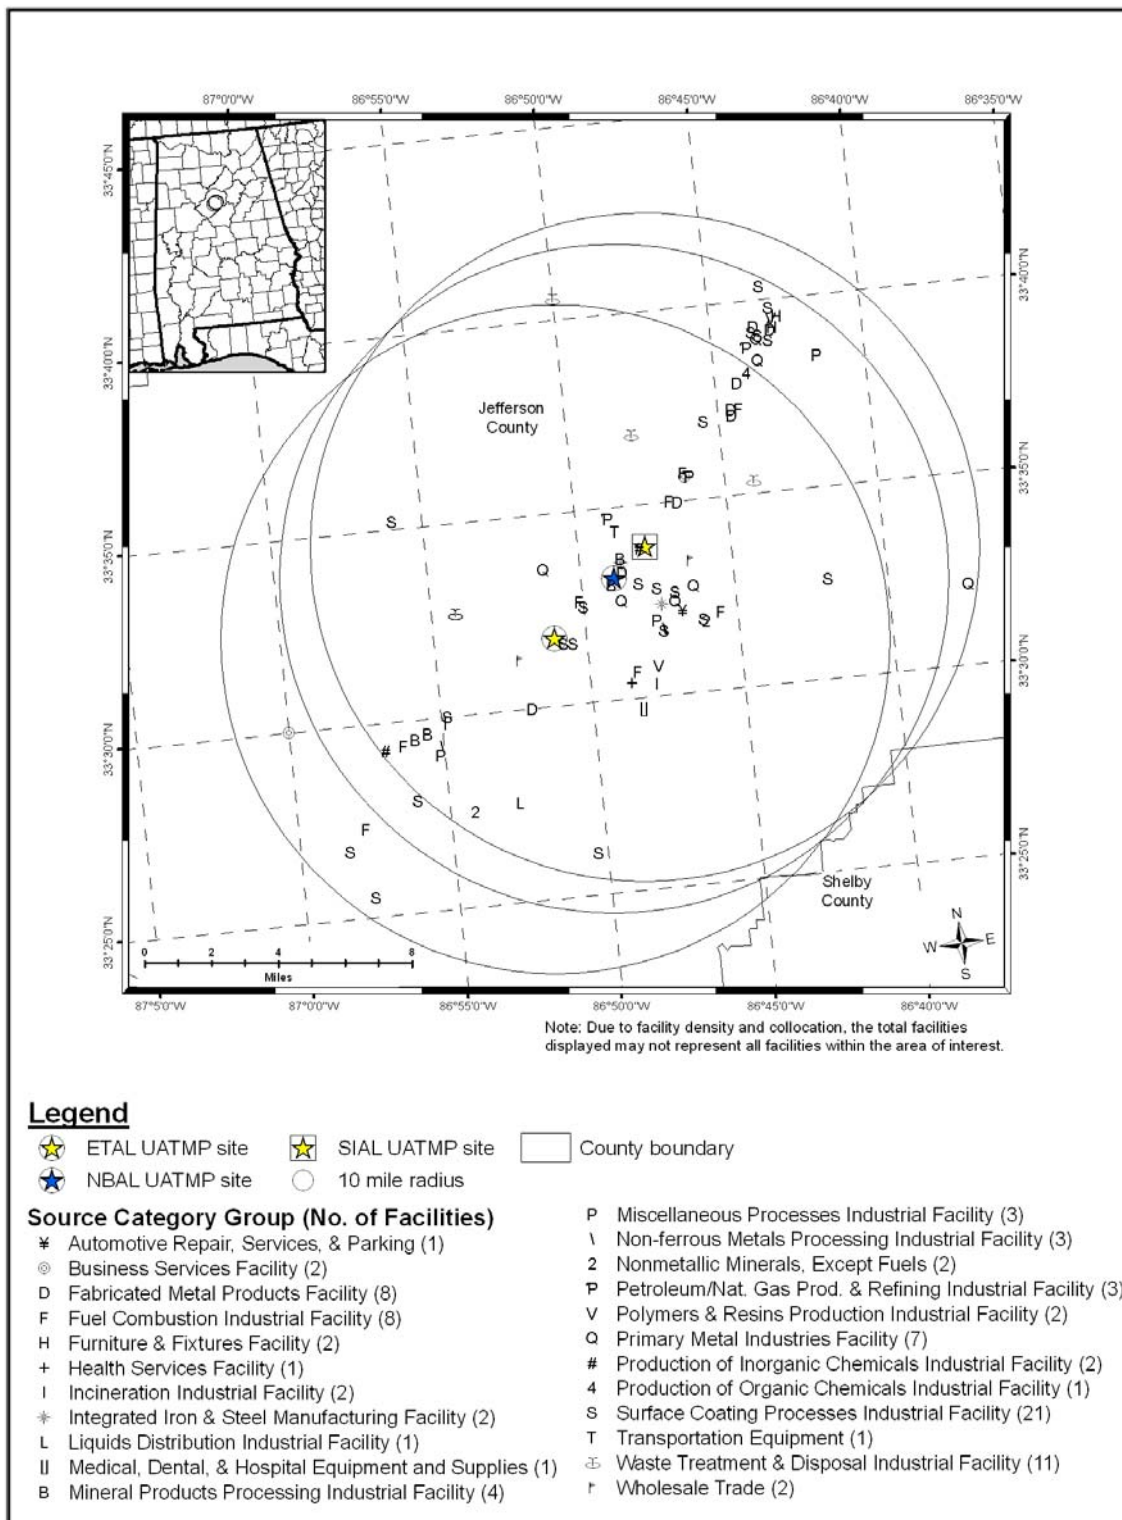 87°0'0"W 86°55'0"W 86°50'0"W 86°45'0"W 86°40'0"W 86°35'0"W
33°45'0"N
33°40'0"N
33°35'0"N
33°30'0"N
33°25'0"N
33°40'0"N
33°35'0"N
33°30'0"N
33°25'0"N
Jefferson
County
Shelby
County
N
W E
S
0 2 4 8
Miles
87°5'0"W 87°0'0"W 86°55'0"W 86°50'0"W 86°45'0"W 86°40'0"W
Note: Due to facility density and collocation, the total facilities
displayed may not represent all facilities within the area of interest.
Legend
ETAL UATMP site
SIAL UATMP site
County boundary
NBAL UATMP site
10 mile radius
Source Category Group (No. of Facilities)
¥ Automotive Repair, Services, & Parking (1)
Business Services Facility (2)
D Fabricated Metal Products Facility (8)
F Fuel Combustion Industrial Facility (8)
H Furniture & Fixtures Facility (2)
+ Health Services Facility (1)
I Incineration Industrial Facility (2)
Integrated Iron & Steel Manufacturing Facility (2)
L Liquids Distribution Industrial Facility (1)
Medical, Dental, & Hospital Equipment and Supplies (1)
B Mineral Products Processing Industrial Facility (4)
P Miscellaneous Processes Industrial Facility (3)
\ Non-ferrous Metals Processing Industrial Facility (3)
2 Nonmetallic Minerals, Except Fuels (2)
Petroleum/Nat. Gas Prod. & Refining Industrial Facility (3)
V Polymers & Resins Production Industrial Facility (2)
Q Primary Metal Industries Facility (7)
# Production of Inorganic Chemicals Industrial Facility (2)
4 Production of Organic Chemicals Industrial Facility (1)
S Surface Coating Processes Industrial Facility (21)
T Transportation Equipment (1)
Waste Treatment & Disposal Industrial Facility (11)
Wholesale Trade (2)